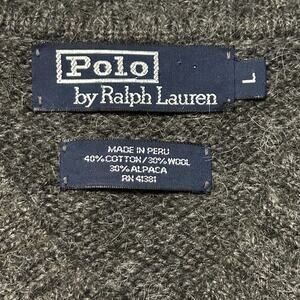 Polo
by Ralph Lauren
L
MADE IN PERU
40% COTTON/30% WOOL
30% ALPACA
RN 41381